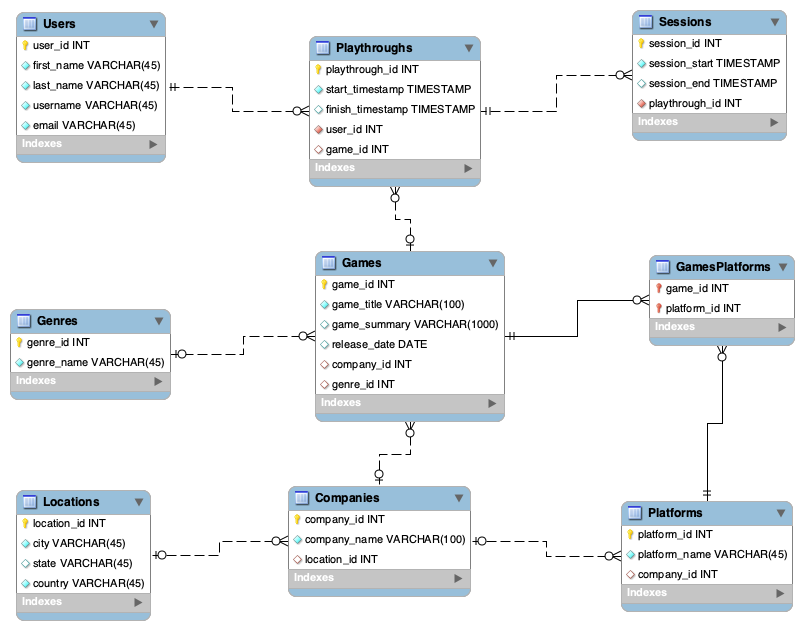 Users
user_id INT
first_name VARCHAR(45)
last_name VARCHAR(45)
username VARCHAR(45)
email VARCHAR(45)
Indexes
Playthroughs
playthrough_id INT
start_timestamp TIMESTAMP
finish_timestamp TIMESTAMP
user_id INT
game_id INT
Indexes
Sessions
session_id INT
session_start TIMESTAMP
session_end TIMESTAMP
playthrough_id INT
Indexes
Genres
genre_id INT
genre_name VARCHAR(45)
Indexes
Games
game_id INT
game_title VARCHAR(100)
game_summary VARCHAR(1000)
release_date DATE
company_id INT
genre_id INT
Indexes
GamesPlatforms
game_id INT
platform_id INT
Indexes
Locations
location_id INT
city VARCHAR(45)
state VARCHAR(45)
country VARCHAR(45)
Indexes
Companies
company_id INT
company_name VARCHAR(100)
location_id INT
Indexes
Platforms
platform_id INT
platform_name VARCHAR(45)
company_id INT
Indexes